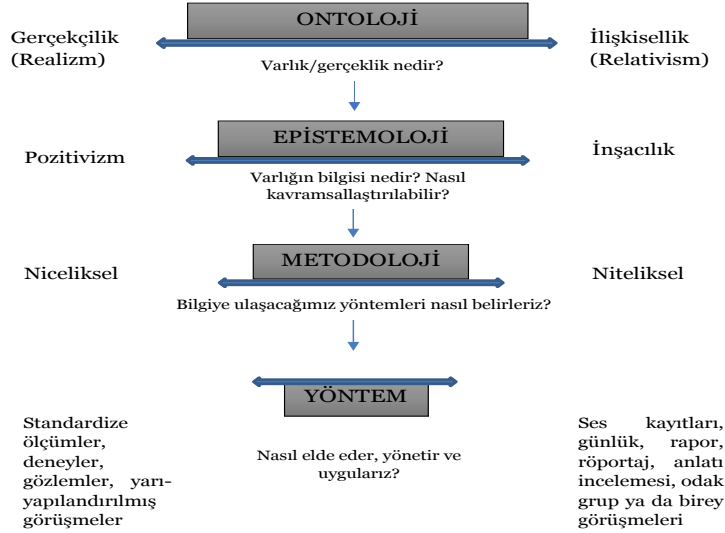 ONTOLOJİ
Gerçekçilik
(Realizm)
İlişkisellik
(Relativism)
Varlık/gerçeklik nedir?
EPİSTEMOLOJİ
Pozitivizm
İnşacılık
Varlığın bilgisi nedir? Nasıl
kavramsallaştırılabilir?
METODOLOJİ
Niceliksel
Niteliksel
Bilgiye ulaşacağımız yöntemleri nasıl belirleriz?
YÖNTEM
Standardize
ölçümler,
deneyler,
gözlemler, yarı-
yapılandırılmış
görüşmeler
Nasıl elde eder, yönetir ve
uygularız?
Ses kayıtları,
günlük, rapor,
röportaj, anlatı
incelemesi, odak
grup ya da birey
görüşmeleri